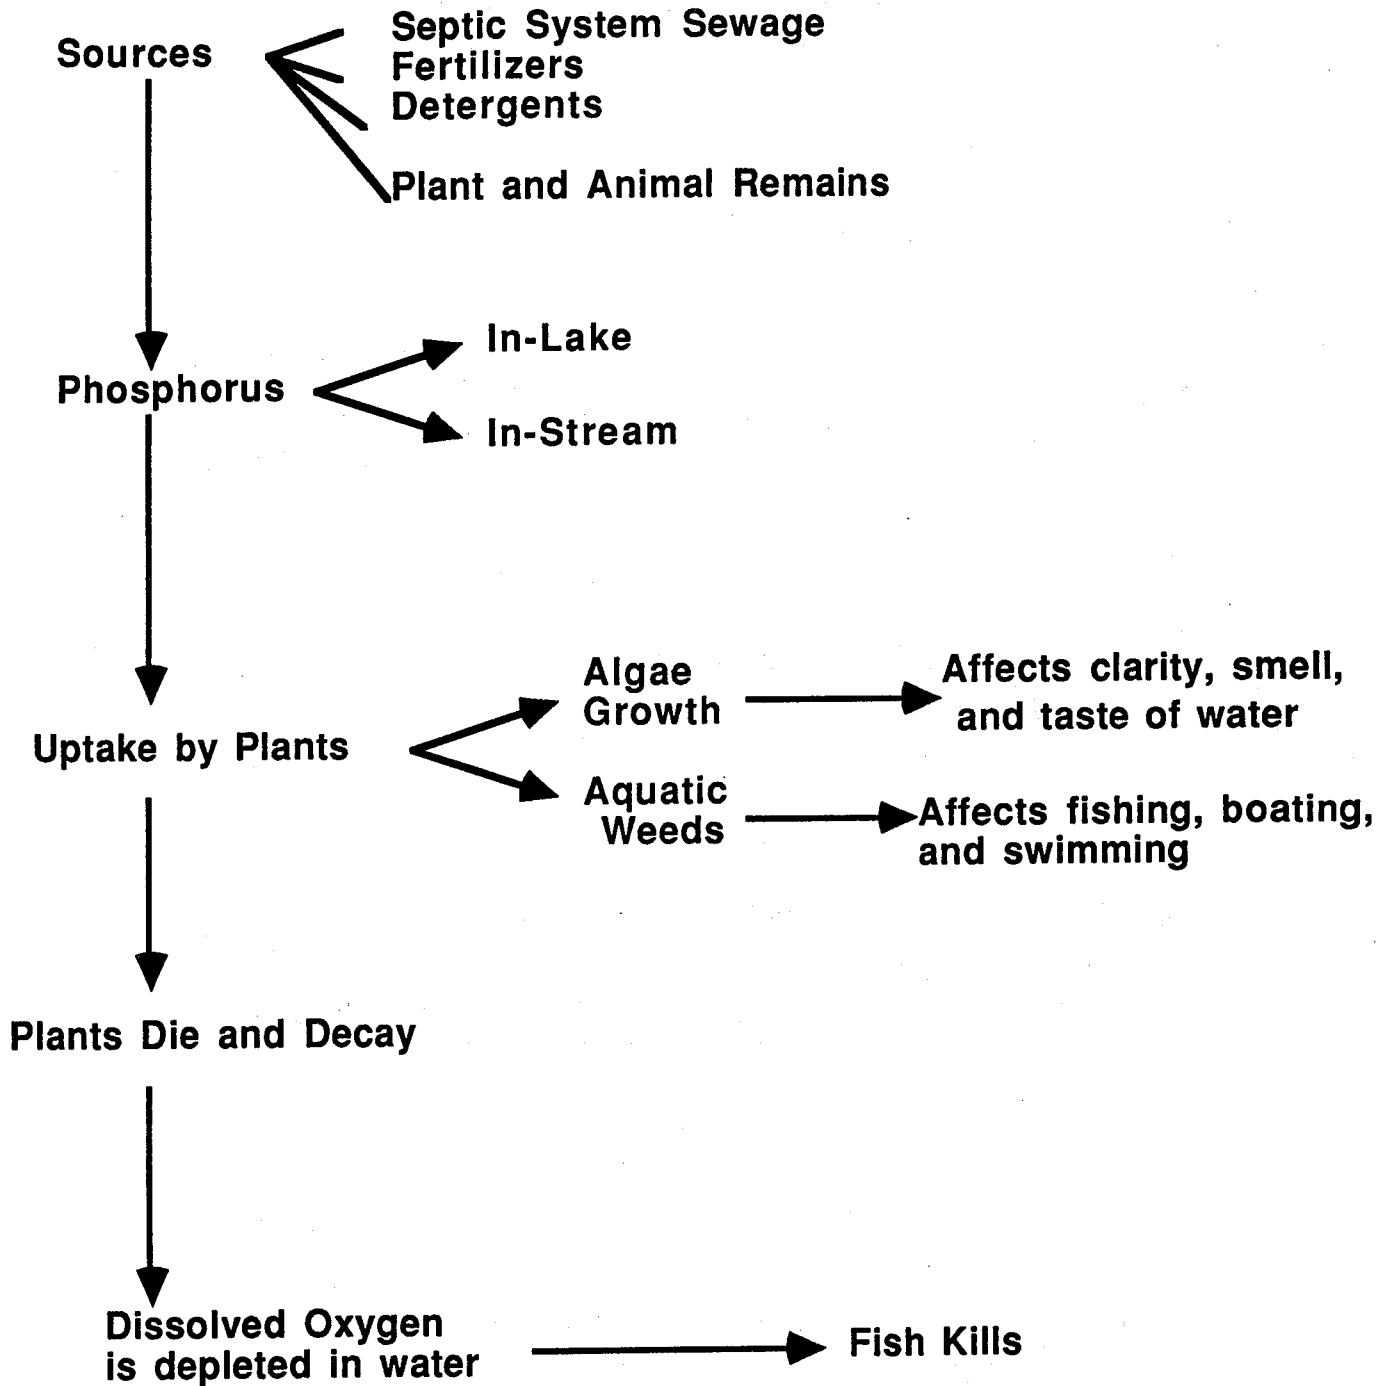 Sources
Septic System Sewage
Fertilizers
Detergents
Plant and Animal Remains
Phosphorus
In-Lake
In-Stream
Uptake by Plants
Algae
Growth
Affects clarity, smell,
and taste of water
Aquatic
Weeds
Affects fishing, boating,
and swimming
Plants Die and Decay
Dissolved Oxygen
is depleted in water
Fish Kills